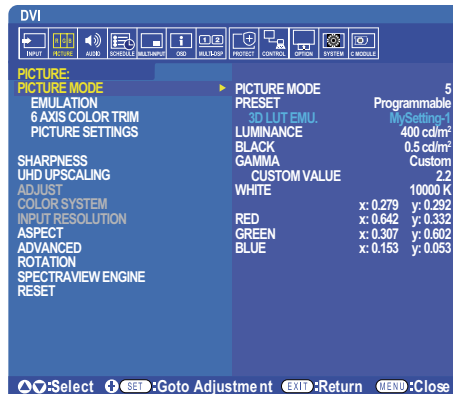 DVI
INPUT PICTURE AUDIO SCHEDULE MULTI-INPUT OSD MULTI-DSP PROTECT CONTROL OPTION SYSTEM C MODULE
PICTURE:
PICTURE MODE
EMULATION
6 AXIS COLOR TRIM
PICTURE SETTINGS
SHARPNESS
UHD UPSCALING
ADJUST
COLOR SYSTEM
INPUT RESOLUTION
ASPECT
ADVANCED
ROTATION
SPECTRAVIEW ENGINE
RESET
PICTURE MODE 5
PRESET Programmable
3D LUT EMU. MySetting-1
LUMINANCE 400 cd/m²
BLACK 0.5 cd/m²
GAMMA Custom
CUSTOM VALUE 2.2
WHITE 10000 K
x: 0.279 y: 0.292
RED x: 0.642 y: 0.332
GREEN x: 0.307 y: 0.602
BLUE x: 0.153 y: 0.053
:Select SET :Goto Adjustment EXIT :Return MENU :Close